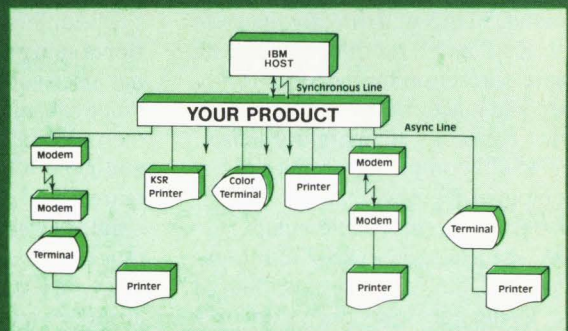 IBM
HOST
Synchronous Line
YOUR PRODUCT
Async Line
Modem
KSR
Printer
Color
Terminal
Printer
Modem
Modem
Modem
Terminal
Terminal
Printer
Printer
Printer